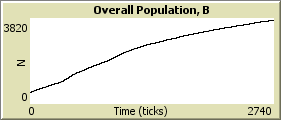 Overall Population, B
3820
N
0
0 Time (ticks) 2740